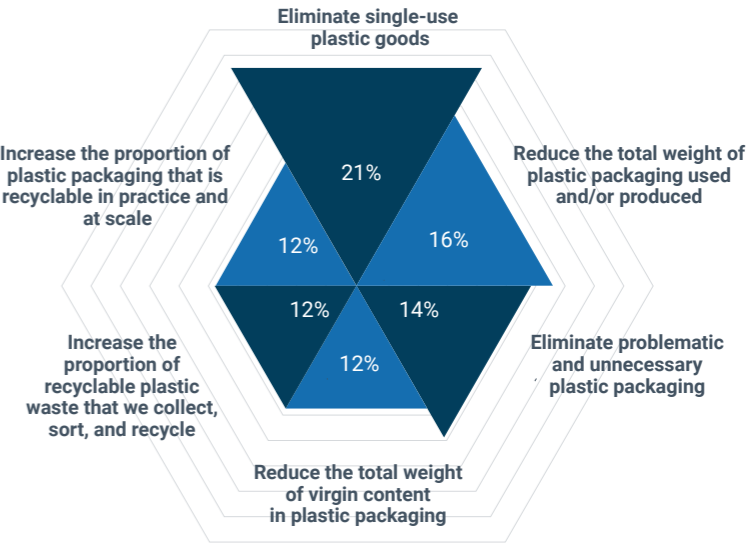 Eliminate single-use
plastic goods
21%
Reduce the total weight of
plastic packaging used
and/or produced
16%
Eliminate problematic
and unnecessary
plastic packaging
14%
Reduce the total weight
of virgin content
in plastic packaging
12%
Increase the
proportion of
recyclable plastic
waste that we collect,
sort, and recycle
12%
Increase the proportion of
plastic packaging that is
recyclable in practice and
at scale
12%